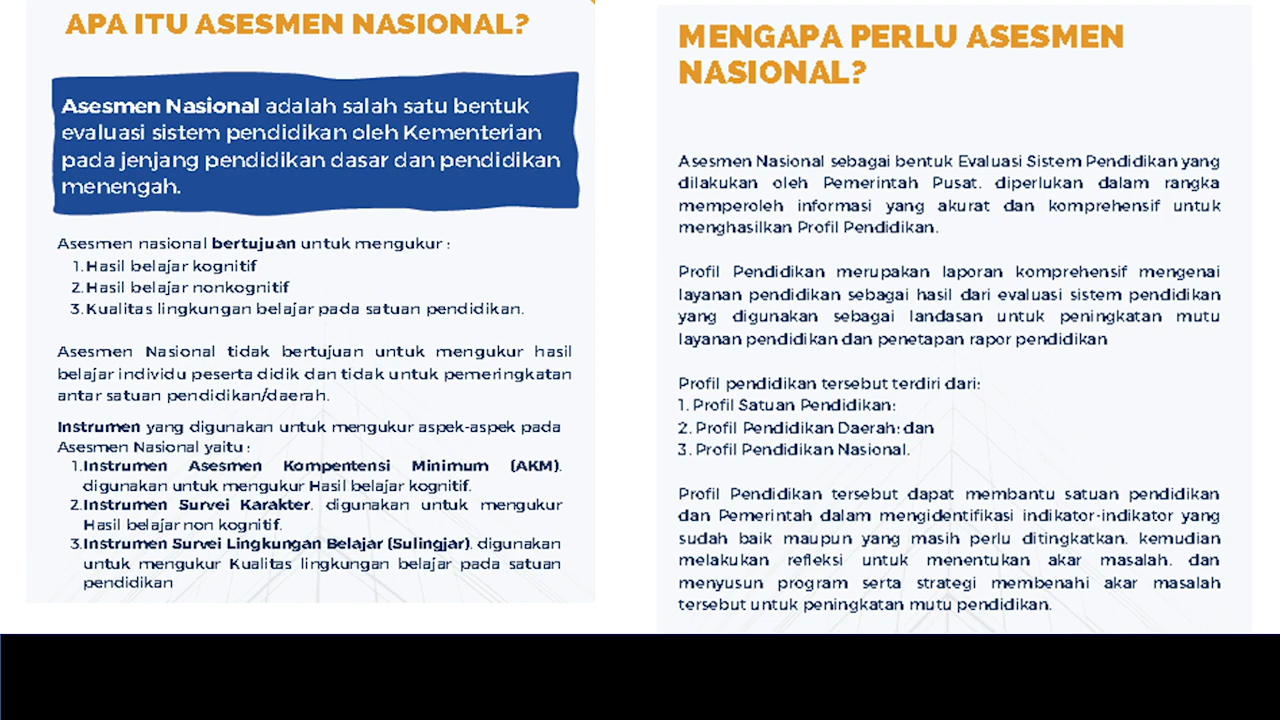 APA ITU ASESMEN NASIONAL?
Asesmen Nasional adalah salah satu bentuk
evaluasi sistem pendidikan oleh Kementerian
pada jenjang pendidikan dasar dan pendidikan
menengah.
Asesmen nasional bertujuan untuk mengukur :
1. Hasil belajar kognitif
2. Hasil belajar nonkognitif
3. Kualitas lingkungan belajar pada satuan pendidikan.
Asesmen Nasional tidak bertujuan untuk mengukur hasil
belajar individu peserta didik dan tidak untuk pemeringkatan
antar satuan pendidikan/daerah.
Instrumen yang digunakan untuk mengukur aspek-aspek pada
Asesmen Nasional yaitu :
1. Instrumen Asesmen Kompentensi Minimum (AKM),
digunakan untuk mengukur Hasil belajar kognitif.
2. Instrumen Survei Karakter, digunakan untuk mengukur
Hasil belajar non kognitif.
3. Instrumen Survei Lingkungan Belajar (Sulingjar), digunakan
untuk mengukur Kualitas lingkungan belajar pada satuan
pendidikan
MENGAPA PERLU ASESMEN
NASIONAL?
Asesmen Nasional sebagai bentuk Evaluasi Sistem Pendidikan yang
dilakukan oleh Pemerintah Pusat, diperlukan dalam rangka
memperoleh informasi yang akurat dan komprehensif untuk
menghasilkan Profil Pendidikan.
Profil Pendidikan merupakan laporan komprehensif mengenai
layanan pendidikan sebagai hasil dari evaluasi sistem pendidikan
yang digunakan sebagai landasan untuk peningkatan mutu
layanan pendidikan dan penetapan rapor pendidikan
Profil pendidikan tersebut terdiri dari:
1. Profil Satuan Pendidikan;
2. Profil Pendidikan Daerah; dan
3. Profil Pendidikan Nasional.
Profil Pendidikan tersebut dapat membantu satuan pendidikan
dan Pemerintah dalam mengidentifikasi indikator-indikator yang
sudah baik maupun yang masih perlu ditingkatkan, kemudian
melakukan refleksi untuk menentukan akar masalah, dan
menyusun program serta strategi membenahi akar masalah
tersebut untuk peningkatan mutu pendidikan.